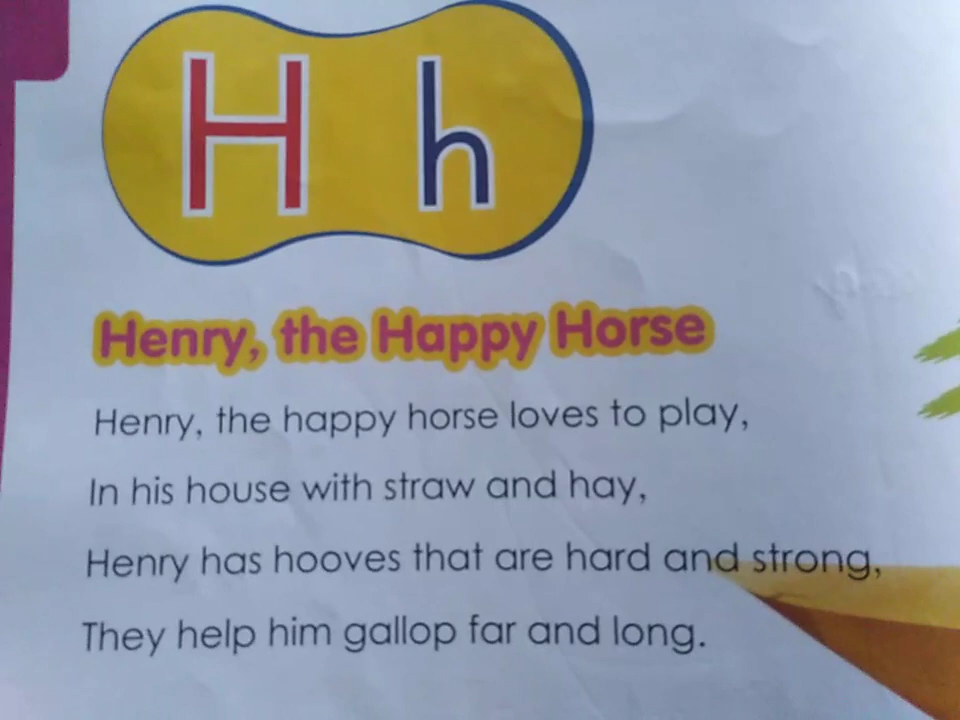 H h
Henry, the Happy Horse
Henry, the happy horse loves to play,
In his house with straw and hay,
Henry has hooves that are hard and strong,
They help him gallop far and long.